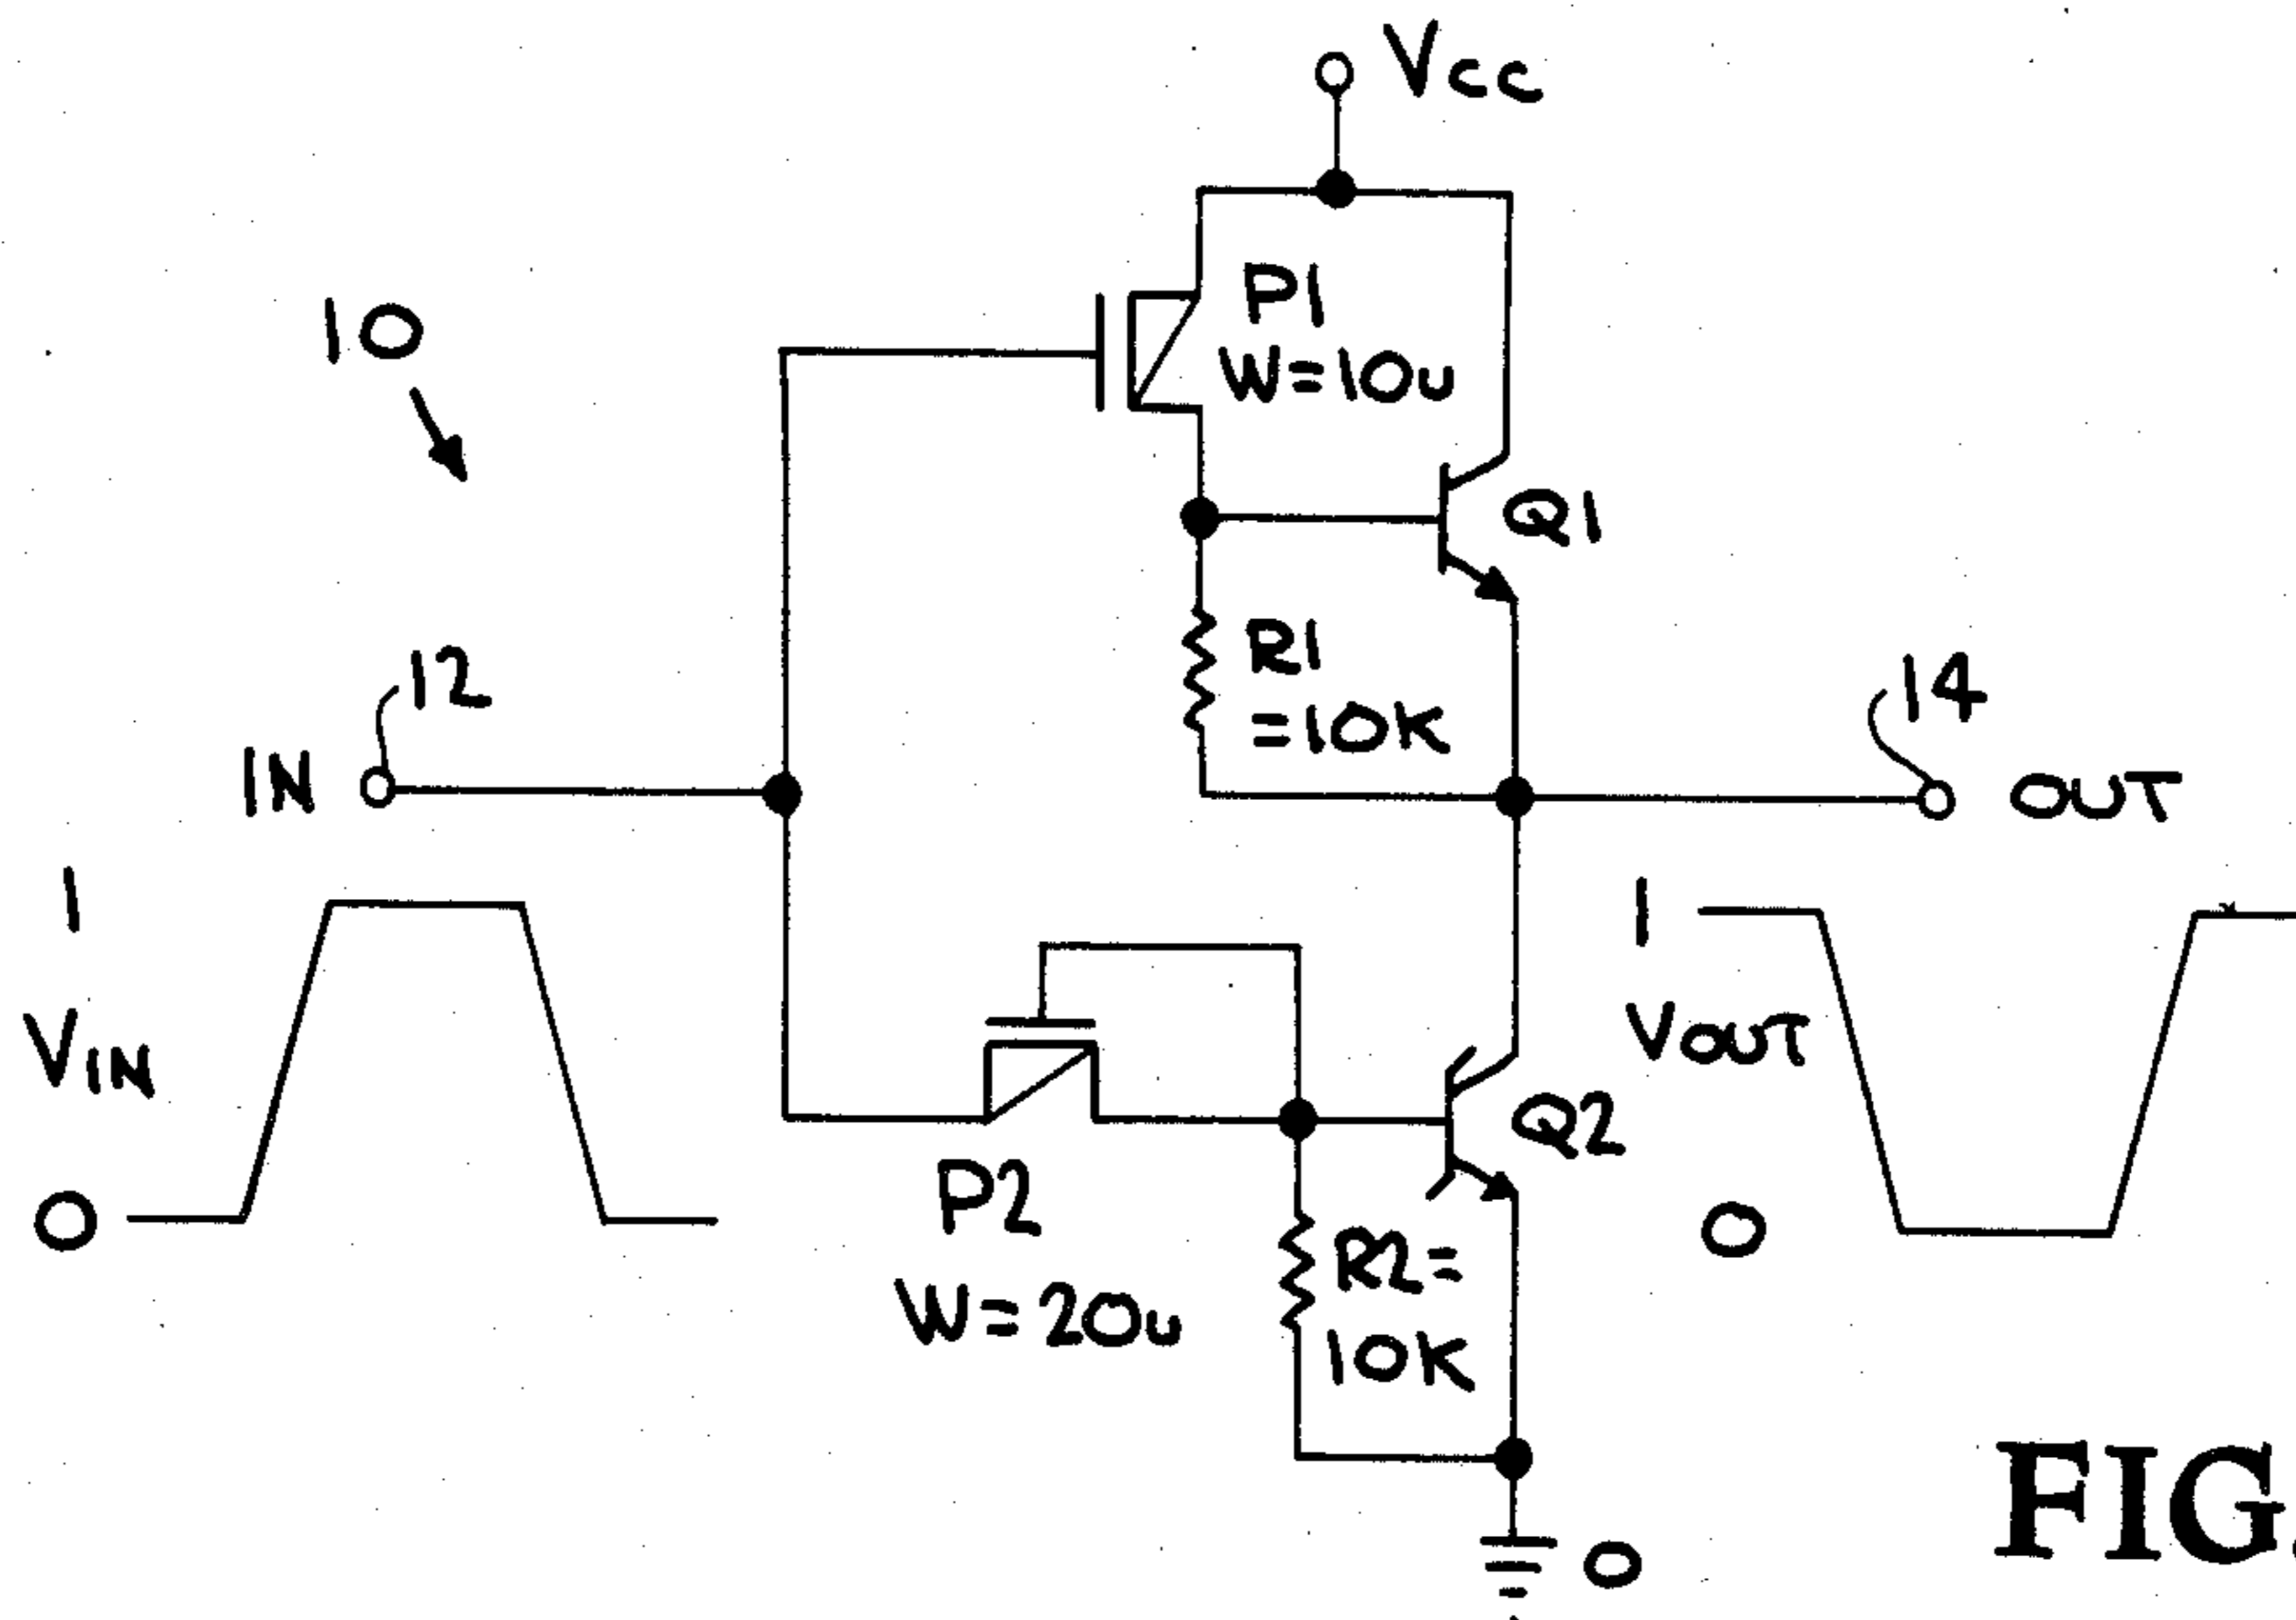 Vcc
10
P1
W=10u
Q1
R1
=10K
12
14
IN
OUT
1
VIN
0
1
VOUT
0
P2
W=20u
Q2
R2=
10K
0
FIG.